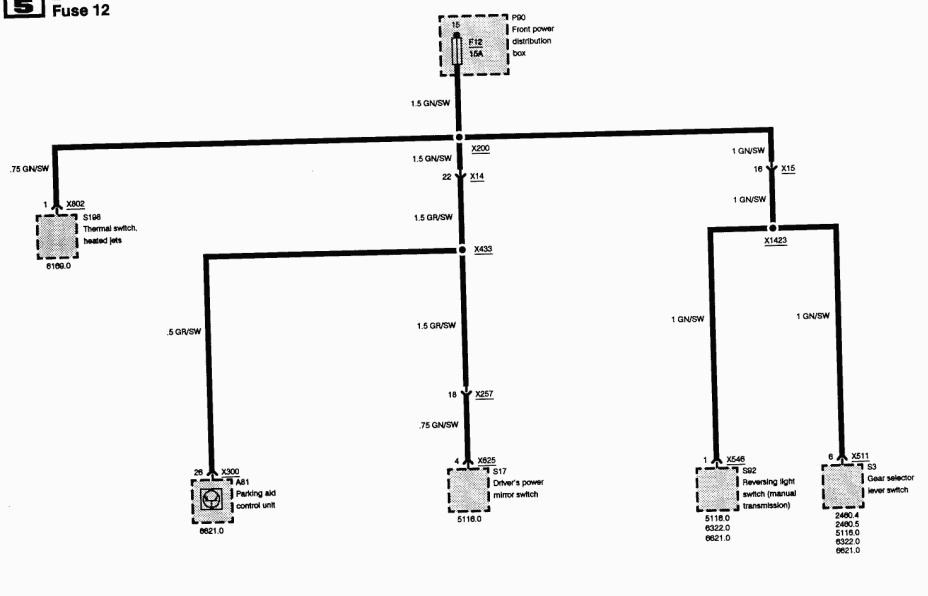 5
Fuse 12
15
F12
15A
P90
Front power
distribution
box
1.5 GN/SW
X200
.75 GN/SW
1.5 GN/SW
1 GN/SW
22 X14
16 X15
1 X802
1.5 GR/SW
1 GN/SW
S198
Thermal switch,
heated jets
6169.0
X433
X1423
.5 GR/SW
1.5 GR/SW
1 GN/SW
1 GN/SW
18 X257
.75 GN/SW
26 X300
A81
Parking aid
control unit
6621.0
4 X625
S17
Driver's power
mirror switch
5116.0
1 X546
S92
Reversing light
switch (manual
transmission)
5116.0
6322.0
6621.0
6 X511
S3
Gear selector
lever switch
2460.4
2460.5
5116.0
6322.0
6621.0